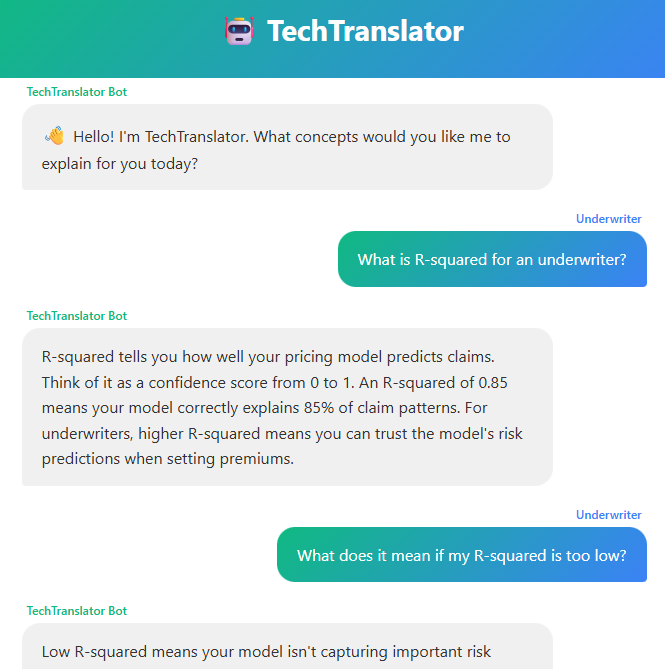 TechTranslator
TechTranslator Bot
Hello! I'm TechTranslator. What concepts would you like me to
explain for you today?
Underwriter
What is R-squared for an underwriter?
TechTranslator Bot
R-squared tells you how well your pricing model predicts claims.
Think of it as a confidence score from 0 to 1. An R-squared of 0.85
means your model correctly explains 85% of claim patterns. For
underwriters, higher R-squared means you can trust the model's risk
predictions when setting premiums.
Underwriter
What does it mean if my R-squared is too low?
TechTranslator Bot
Low R-squared means your model isn't capturing important risk